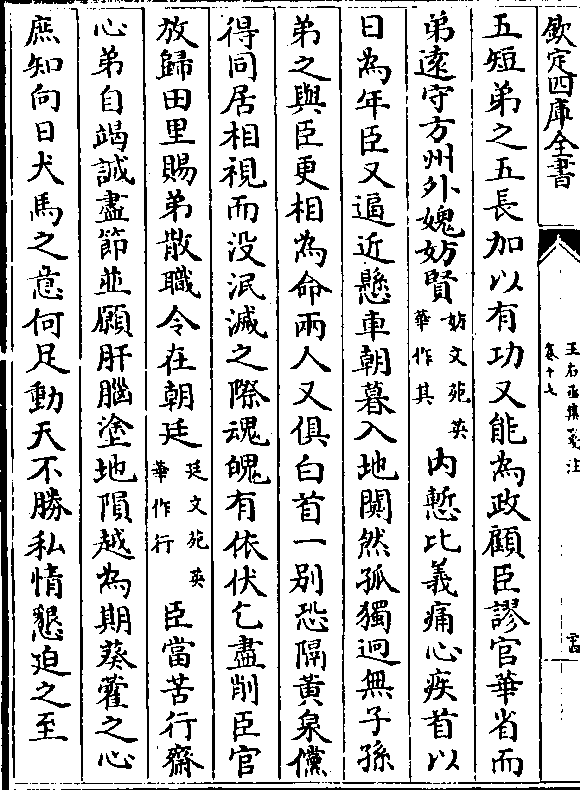 欽定四庫全書
王右丞集箋注
卷十七
五短弟之五長加以有功又能為政顧臣謬官華省而
弟遠守方州外媿妨賢妨文苑英華作其内慙比義痛心疾首以
日為年臣又逼近懸車朝暮入地闃然孤獨迥無子孫
弟之與臣更相為命兩人又俱白首一别恐隔黄泉儻
得同居相視而没泯滅之際魂魄有依伏乞盡削臣官
放歸田里賜弟散職令在朝廷廷文苑英華作行臣當苦行齋
心弟自竭誠盡節並願肝腦塗地隕越為期葵藿之心
庶知向日犬馬之意何足動天不勝私情懇迫之至